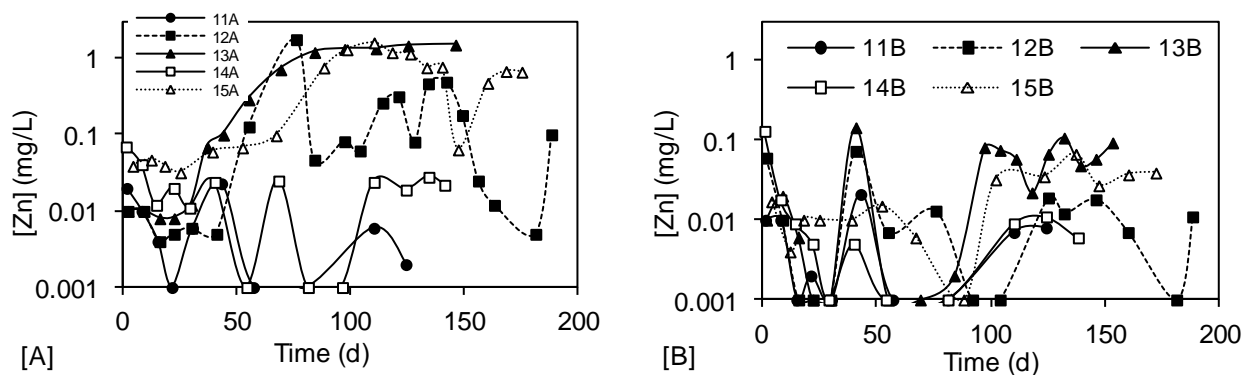 11A
12A
13A
14A
15A
1
0.1
0.01
0.001
[Zn] (mg/L)
0 50 100 150 200
Time (d)
[A]
11B 12B 13B
14B 15B
1
0.1
0.01
0.001
[Zn] (mg/L)
0 50 100 150 200
Time (d)
[B]